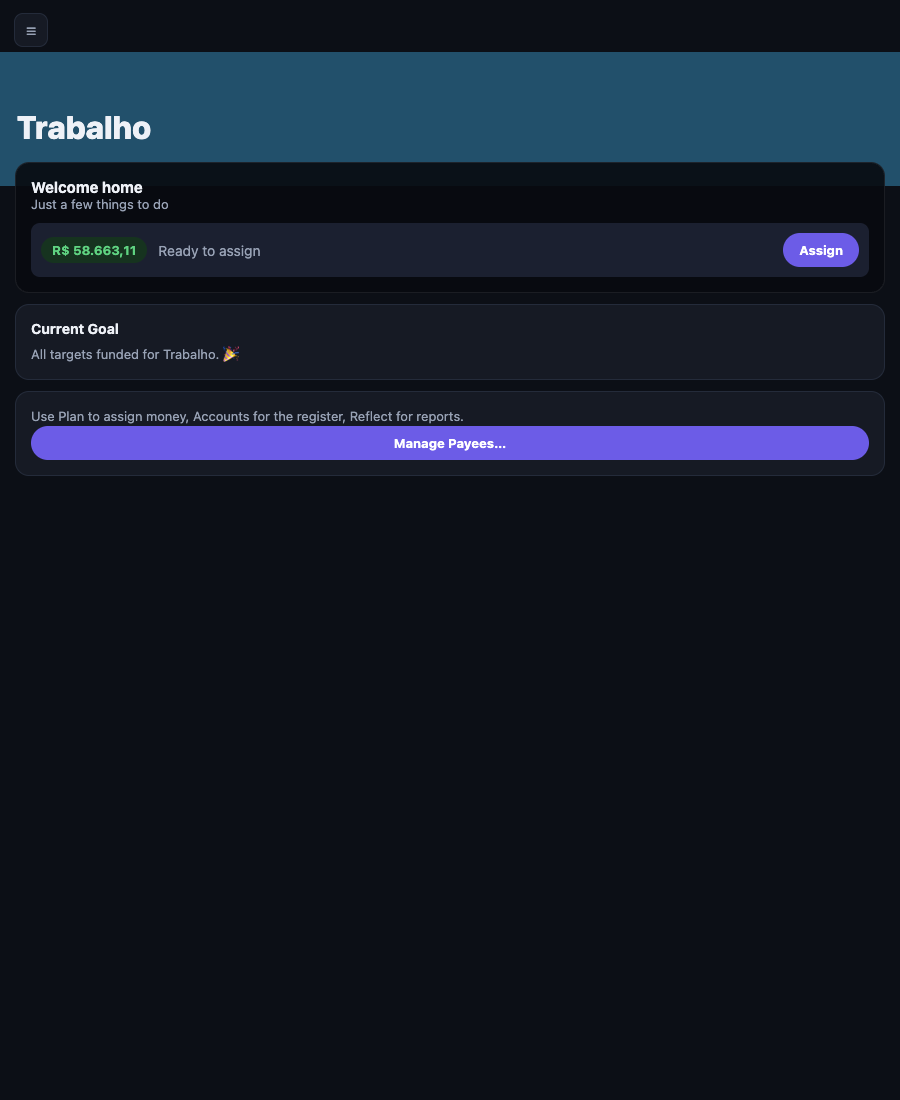 ≡
Trabalho
Welcome home
Just a few things to do
R$ 58.663,11 Ready to assign Assign
Current Goal
All targets funded for Trabalho. 🎉
Use Plan to assign money, Accounts for the register, Reflect for reports.
Manage Payees...